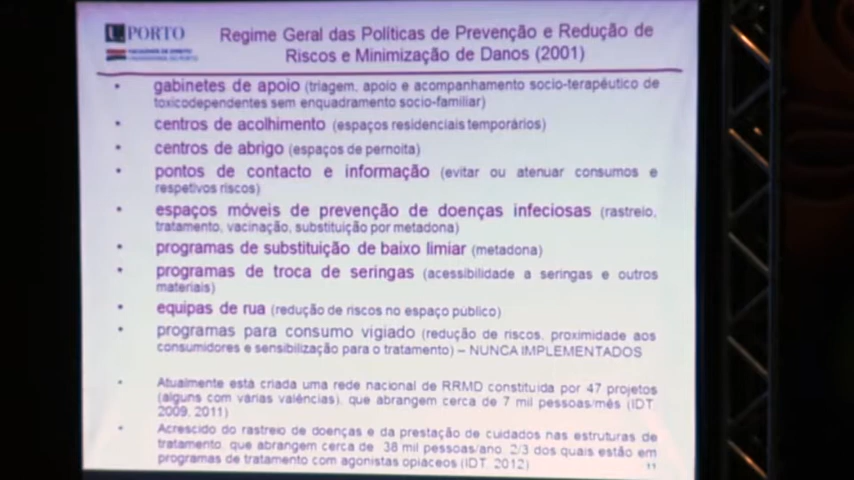 U.PORTO
FACULDADE DE DIREITO
UNIVERSIDADE DO PORTO
Regime Geral das Políticas de Prevenção e Redução de
Riscos e Minimização de Danos (2001)
• gabinetes de apoio (triagem, apoio e acompanhamento socio-terapêutico de
toxicodependentes sem enquadramento socio-familiar)
• centros de acolhimento (espaços residenciais temporários)
• centros de abrigo (espaços de pernoita)
• pontos de contacto e informação (evitar ou atenuar consumos e
respetivos riscos)
• espaços móveis de prevenção de doenças infeciosas (rastreio,
tratamento, vacinação, substituição por metadona)
• programas de substituição de baixo limiar (metadona)
• programas de troca de seringas (acessibilidade a seringas e outros
materiais)
• equipas de rua (redução de riscos no espaço público)
• programas para consumo vigiado (redução de riscos, proximidade aos
consumidores e sensibilização para o tratamento) – NUNCA IMPLEMENTADOS
• Atualmente está criada uma rede nacional de RRMD constituída por 47 projetos
(alguns com várias valências), que abrangem cerca de 7 mil pessoas/mês (IDT,
2009, 2011)
• Acrescido do rastreio de doenças e da prestação de cuidados nas estruturas de
tratamento, que abrangem cerca de 38 mil pessoas/ano, 2/3 dos quais estão em
programas de tratamento com agonistas opiáceos (IDT, 2012)
11